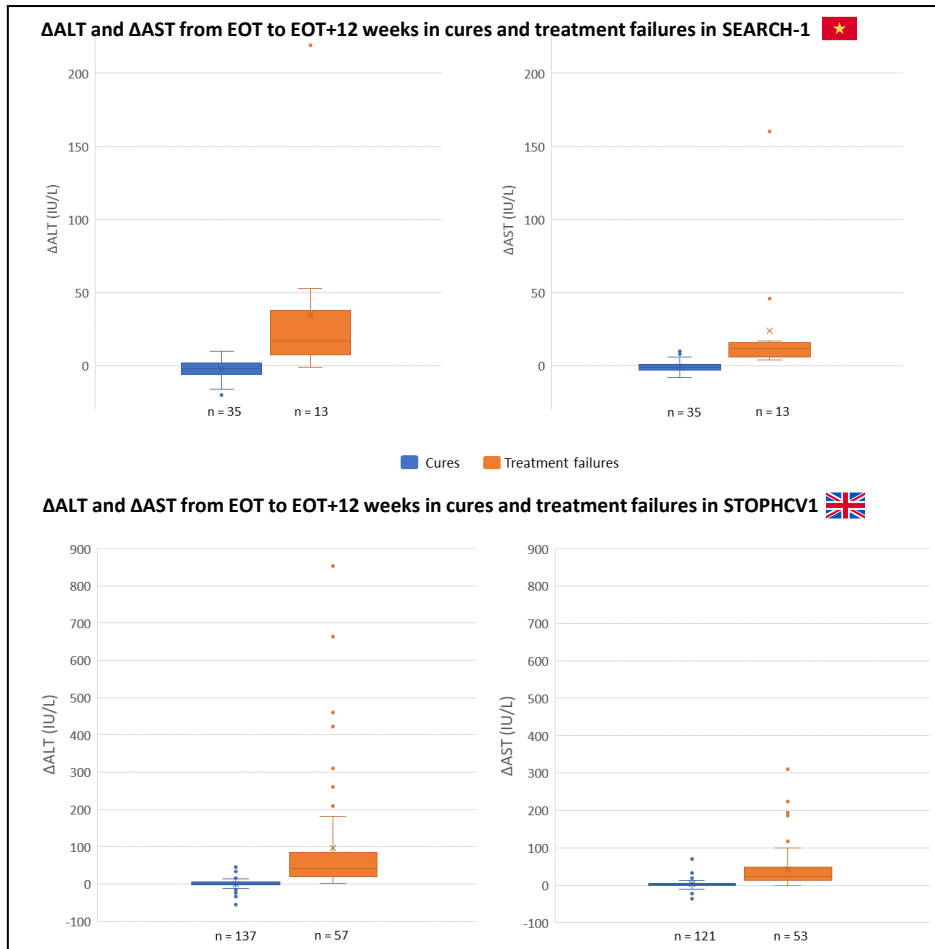 ΔALT and ΔAST from EOT to EOT+12 weeks in cures and treatment failures in SEARCH-1
200
150
100
50
0
ΔALT (IU/L)
n = 35
n = 13
200
150
100
50
0
ΔAST (IU/L)
n = 35
n = 13
Cures
Treatment failures
ΔALT and ΔAST from EOT to EOT+12 weeks in cures and treatment failures in STOPHCV1
900
800
700
600
500
400
300
200
100
0
-100
ΔALT (IU/L)
n = 137
n = 57
900
800
700
600
500
400
300
200
100
0
-100
ΔAST (IU/L)
n = 121
n = 53